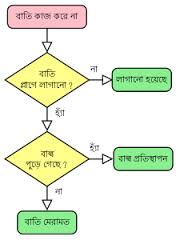 বাতি কাজ করে না
বাতি
প্লাগে লাগানো ?
না
লাগানো হয়েছে
হ্যাঁ
বাল্ব
পুড়ে গেছে ?
হ্যাঁ
বাল্ব প্রতিস্থাপন
না
বাতি মেরামত